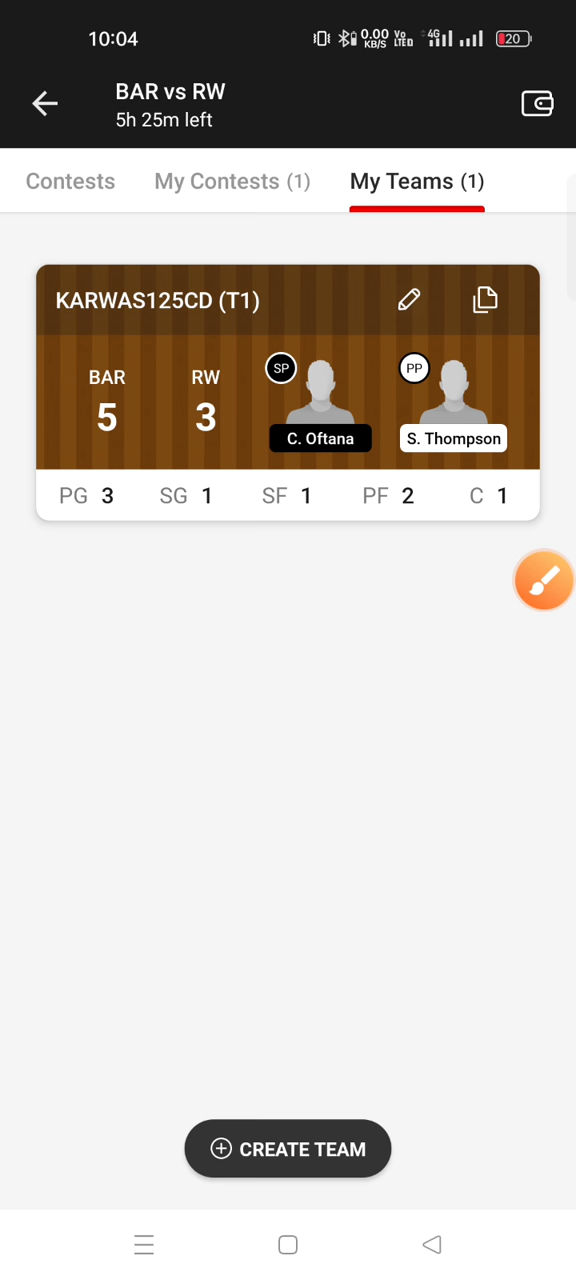 10:04
0.00 KB/S
Vo LTE
4G
20
BAR vs RW
5h 25m left
Contests
My Contests (1)
My Teams (1)
KARWAS125CD (T1)
BAR
RW
5
3
SP
PP
C. Oftana
S. Thompson
PG 3
SG 1
SF 1
PF 2
C 1
CREATE TEAM